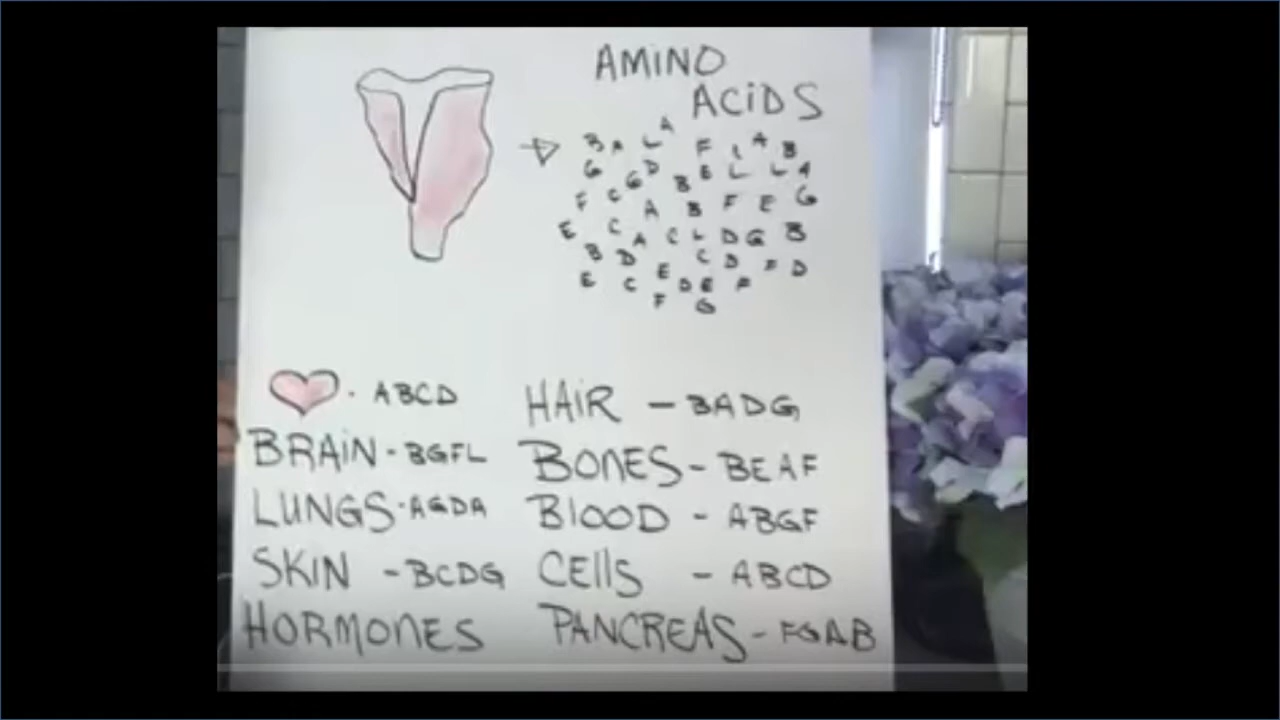 AMINO
ACIDS
B A L A F L A B
G C G D B E L L A
F A B F E G
E C A C L D G B
B D E C D F D
E C F D E F
G
ABCD
HAIR - BADG
BRAIN - BGFL
BONES - BEAF
LUNGS - AGDA
BLOOD - ABGF
SKIN - BCDG
CEllS - ABCD
HORMONES
PANCREAS - FGAB